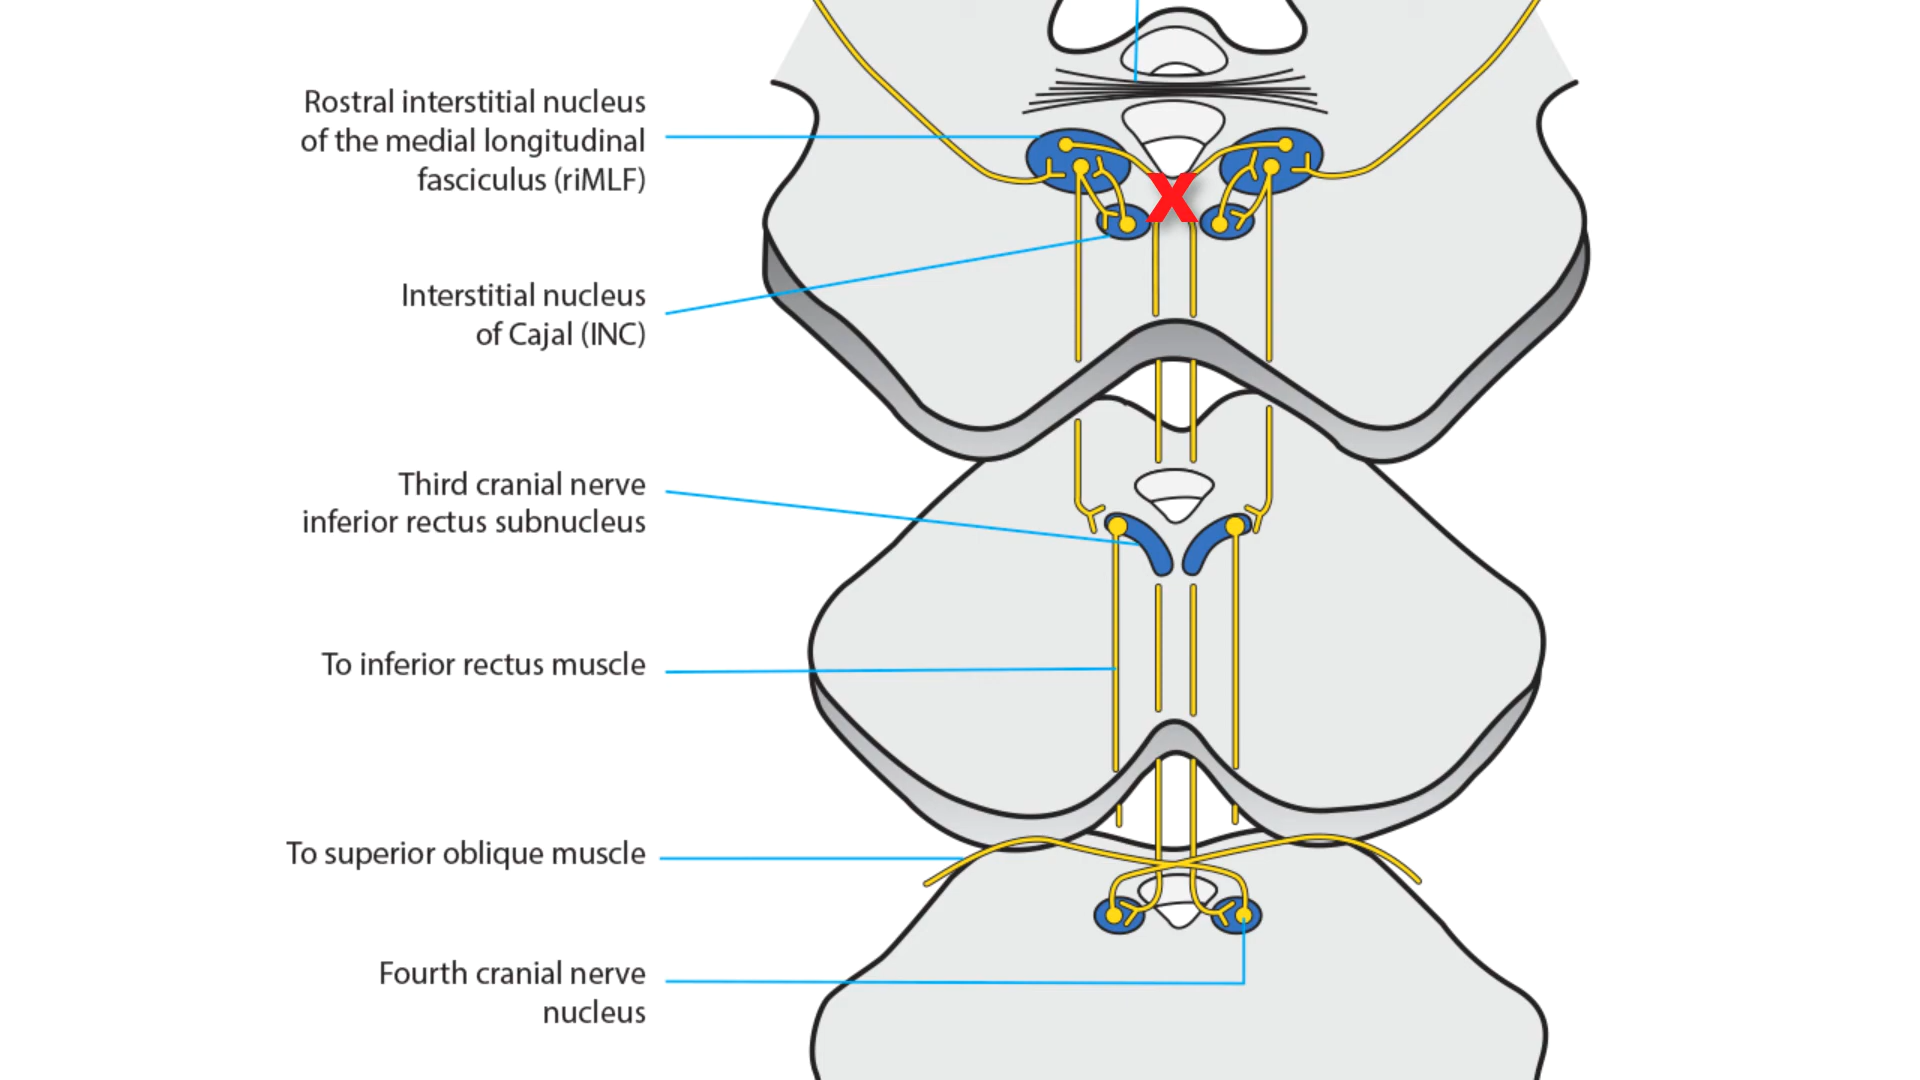 Rostral interstitial nucleus
of the medial longitudinal
fasciculus (riMLF)
X
Interstitial nucleus
of Cajal (INC)
Third cranial nerve
inferior rectus subnucleus
To inferior rectus muscle
To superior oblique muscle
Fourth cranial nerve
nucleus